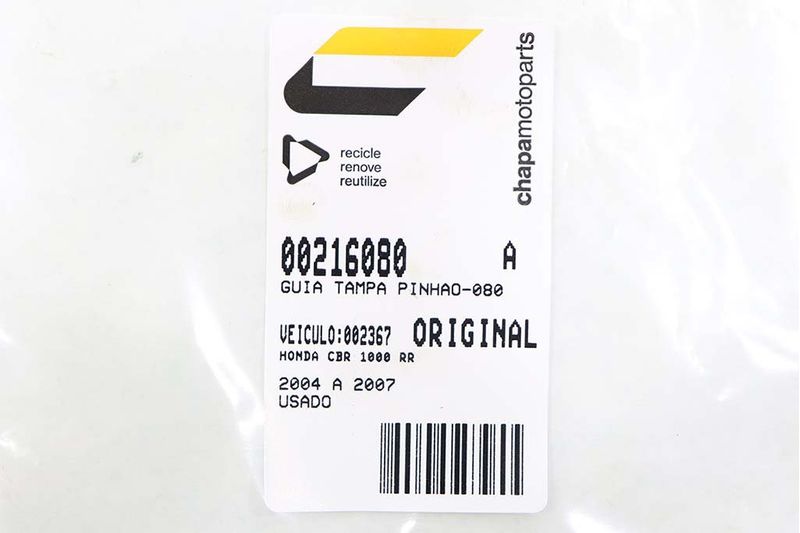 chapamotoparts
recicle
renove
reutilize
00216080 A
GUIA TAMPA PINHAO-080
VEICULO:002367 ORIGINAL
HONDA CBR 1000 RR
2004 A 2007
USADO